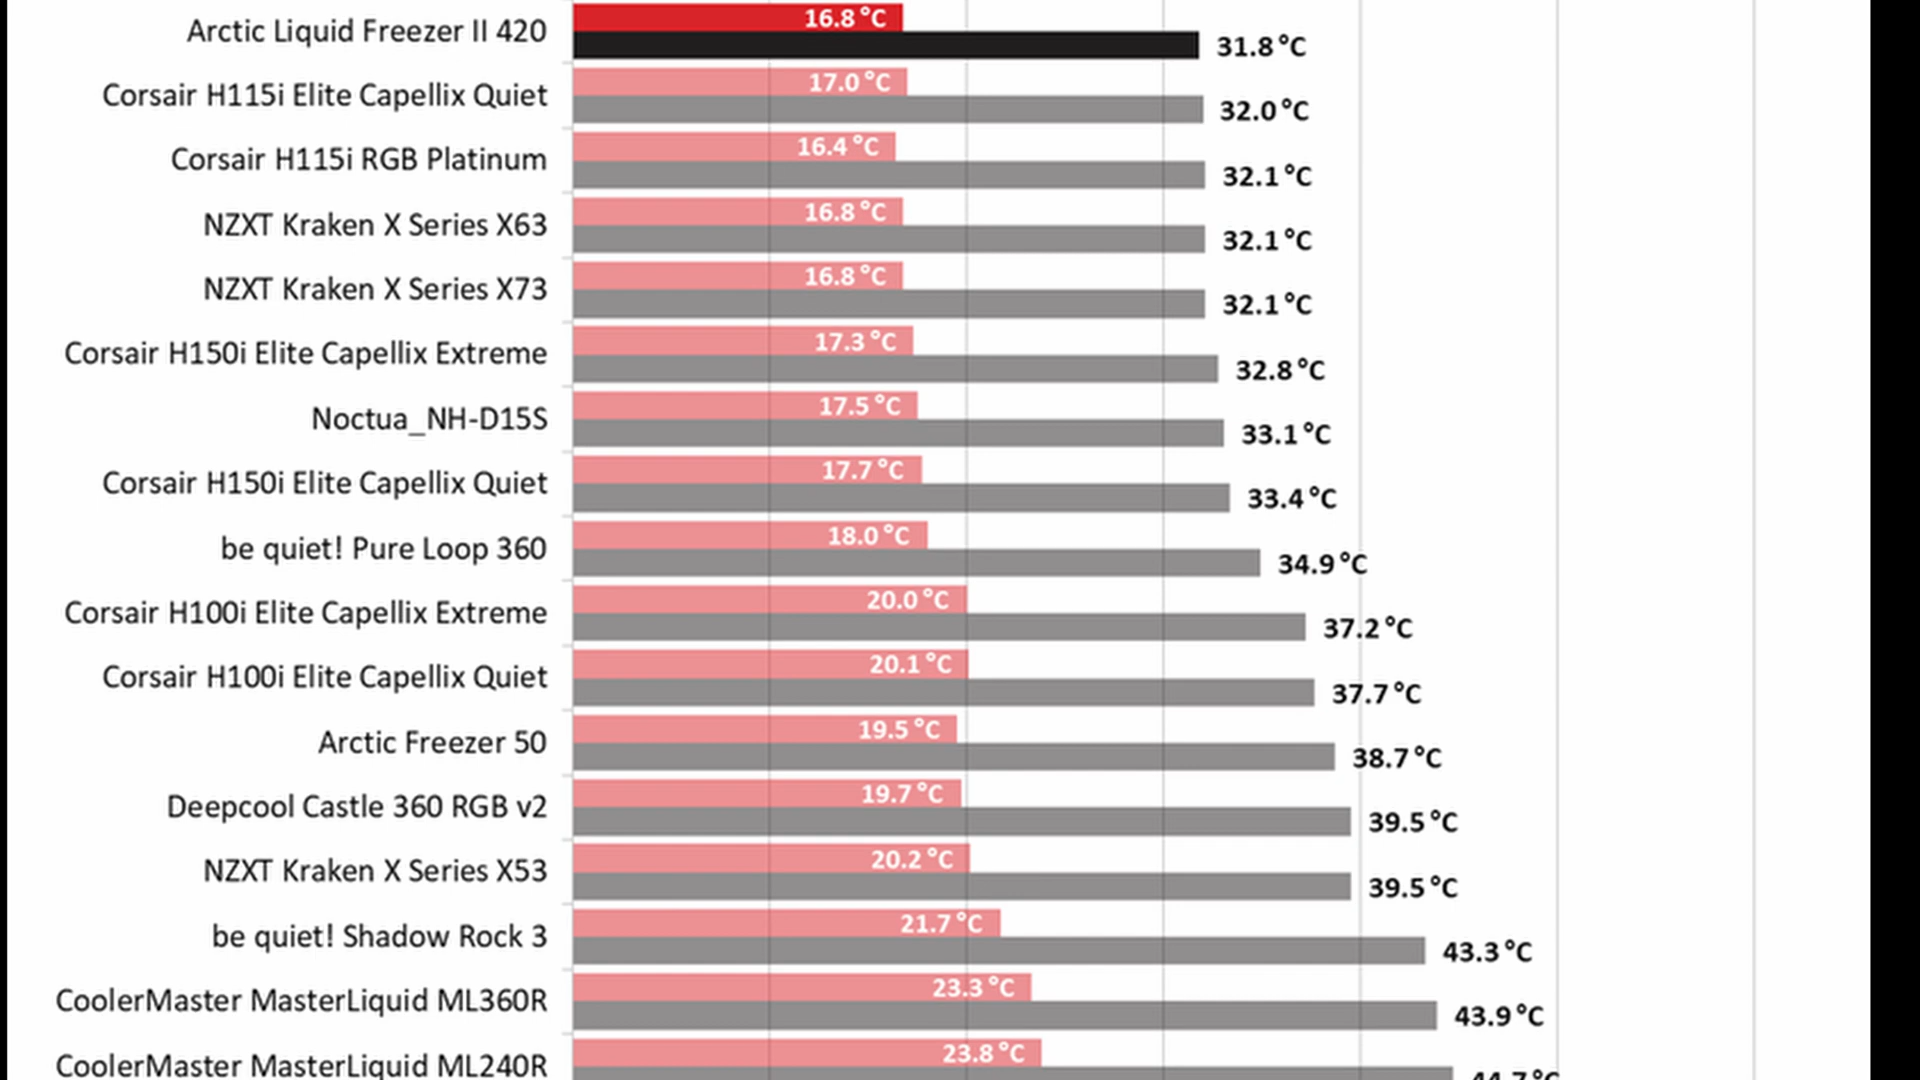 Arctic Liquid Freezer II 420 16.8 °C 31.8 °C
Corsair H115i Elite Capellix Quiet 17.0 °C 32.0 °C
Corsair H115i RGB Platinum 16.4 °C 32.1 °C
NZXT Kraken X Series X63 16.8 °C 32.1 °C
NZXT Kraken X Series X73 16.8 °C 32.1 °C
Corsair H150i Elite Capellix Extreme 17.3 °C 32.8 °C
Noctua_NH-D15S 17.5 °C 33.1 °C
Corsair H150i Elite Capellix Quiet 17.7 °C 33.4 °C
be quiet! Pure Loop 360 18.0 °C 34.9 °C
Corsair H100i Elite Capellix Extreme 20.0 °C 37.2 °C
Corsair H100i Elite Capellix Quiet 20.1 °C 37.7 °C
Arctic Freezer 50 19.5 °C 38.7 °C
Deepcool Castle 360 RGB v2 19.7 °C 39.5 °C
NZXT Kraken X Series X53 20.2 °C 39.5 °C
be quiet! Shadow Rock 3 21.7 °C 43.3 °C
CoolerMaster MasterLiquid ML360R 23.3 °C 43.9 °C
CoolerMaster MasterLiquid ML240R 23.8 °C 44.7 °C